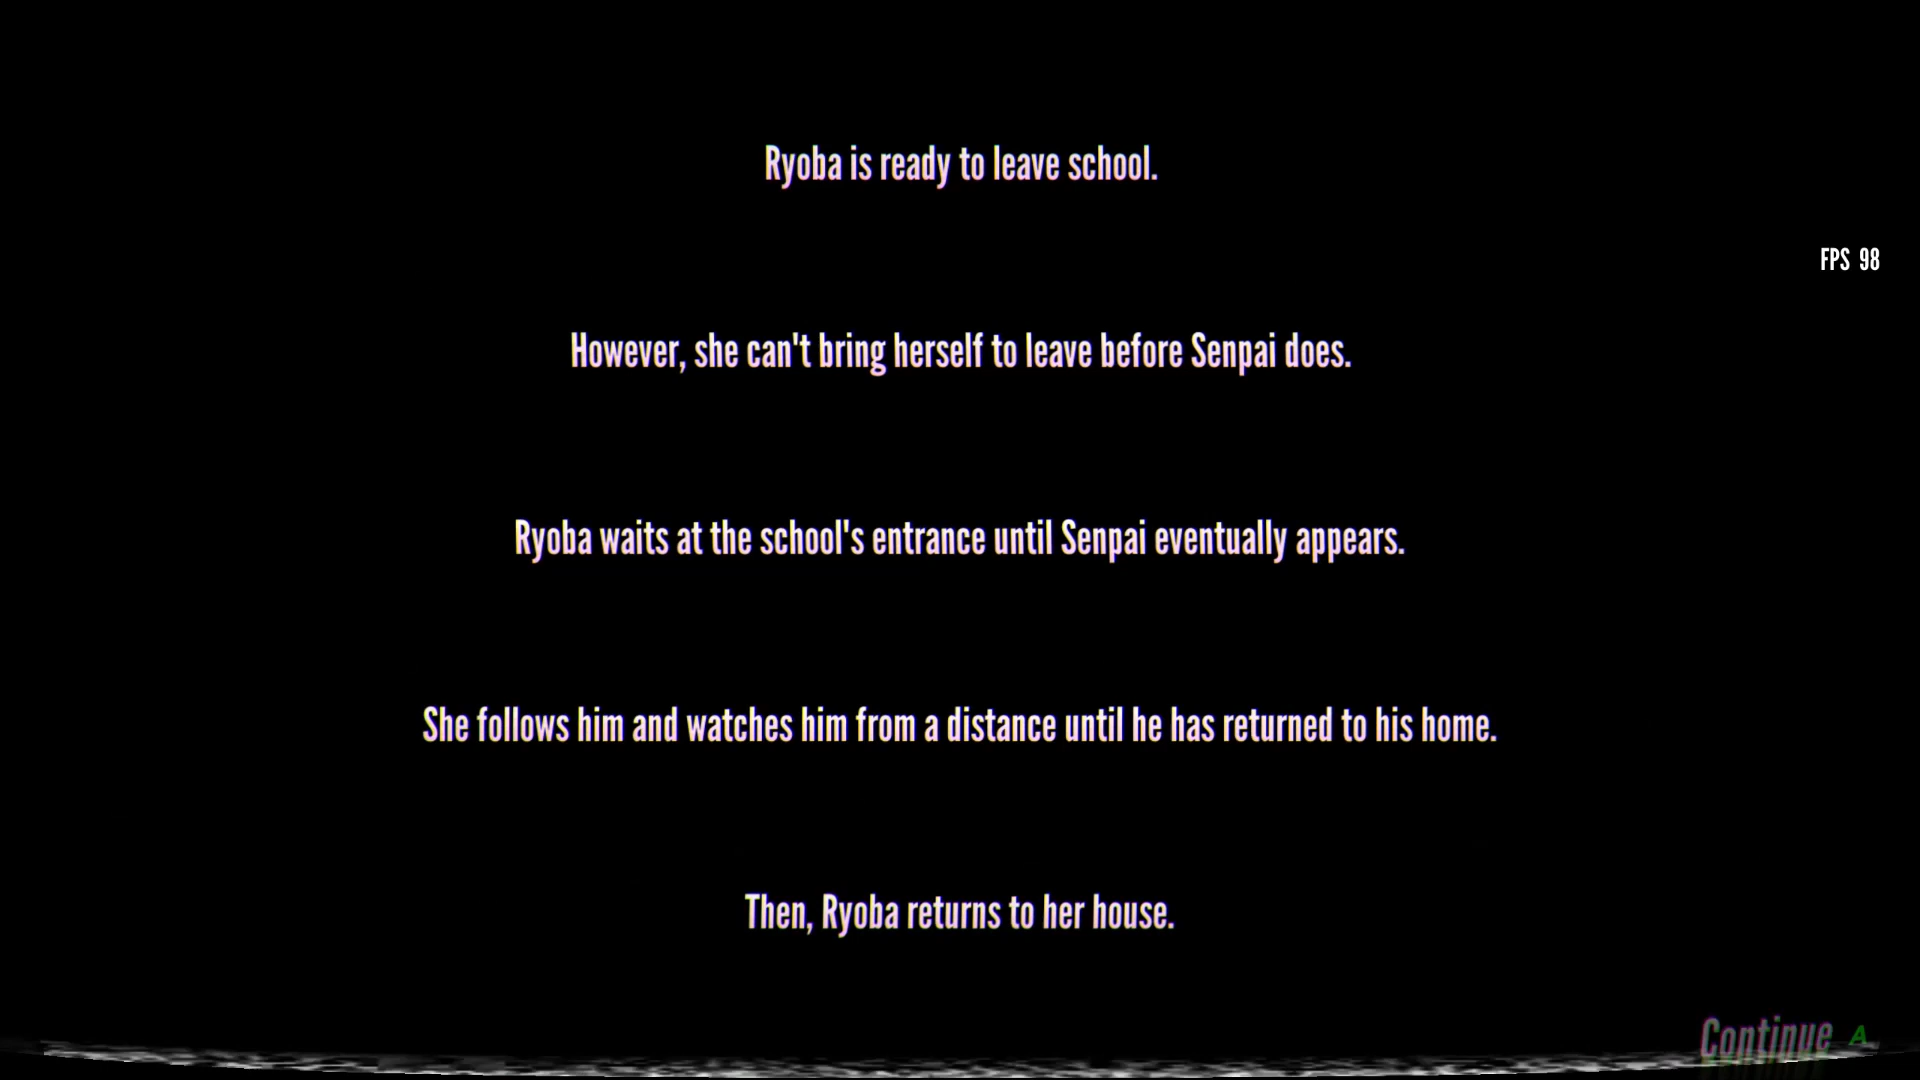 Ryoba is ready to leave school.
FPS 98
However, she can't bring herself to leave before Senpai does.
Ryoba waits at the school's entrance until Senpai eventually appears.
She follows him and watches him from a distance until he has returned to his home.
Then, Ryoba returns to her house.
Continue A